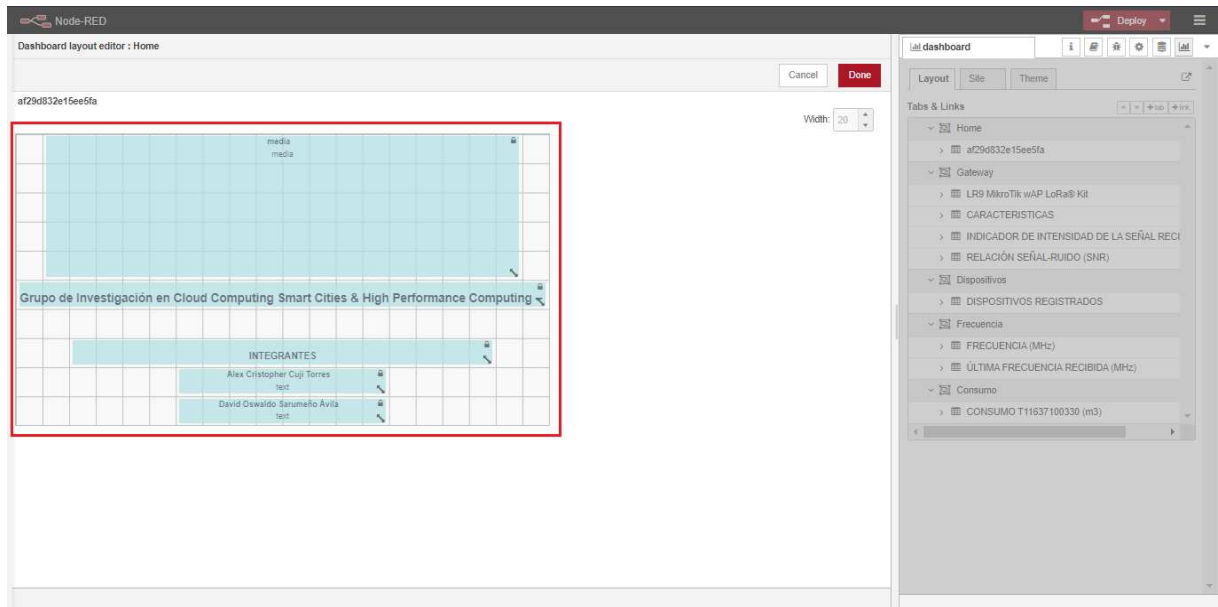 Node-RED
Deploy
Dashboard layout editor : Home
dashboard
Cancel
Done
Layout
Site
Theme
af29d832e15ee5fa
Width: 20
Tabs & Links
tab
link
media
media
Home
af29d832e15ee5fa
Gateway
LR9 MikroTik wAP LoRa® Kit
CARACTERISTICAS
INDICADOR DE INTENSIDAD DE LA SEÑAL RECI
RELACIÓN SEÑAL-RUIDO (SNR)
Grupo de Investigación en Cloud Computing Smart Cities & High Performance Computing -
Dispositivos
DISPOSITIVOS REGISTRADOS
Frecuencia
FRECUENCIA (MHz)
ÚLTIMA FRECUENCIA RECIBIDA (MHz)
INTEGRANTES
Alex Cristopher Cuji Torres
text
Consumo
CONSUMO T11637100330 (m3)
David Oswaldo Sarumeño Ávila
text